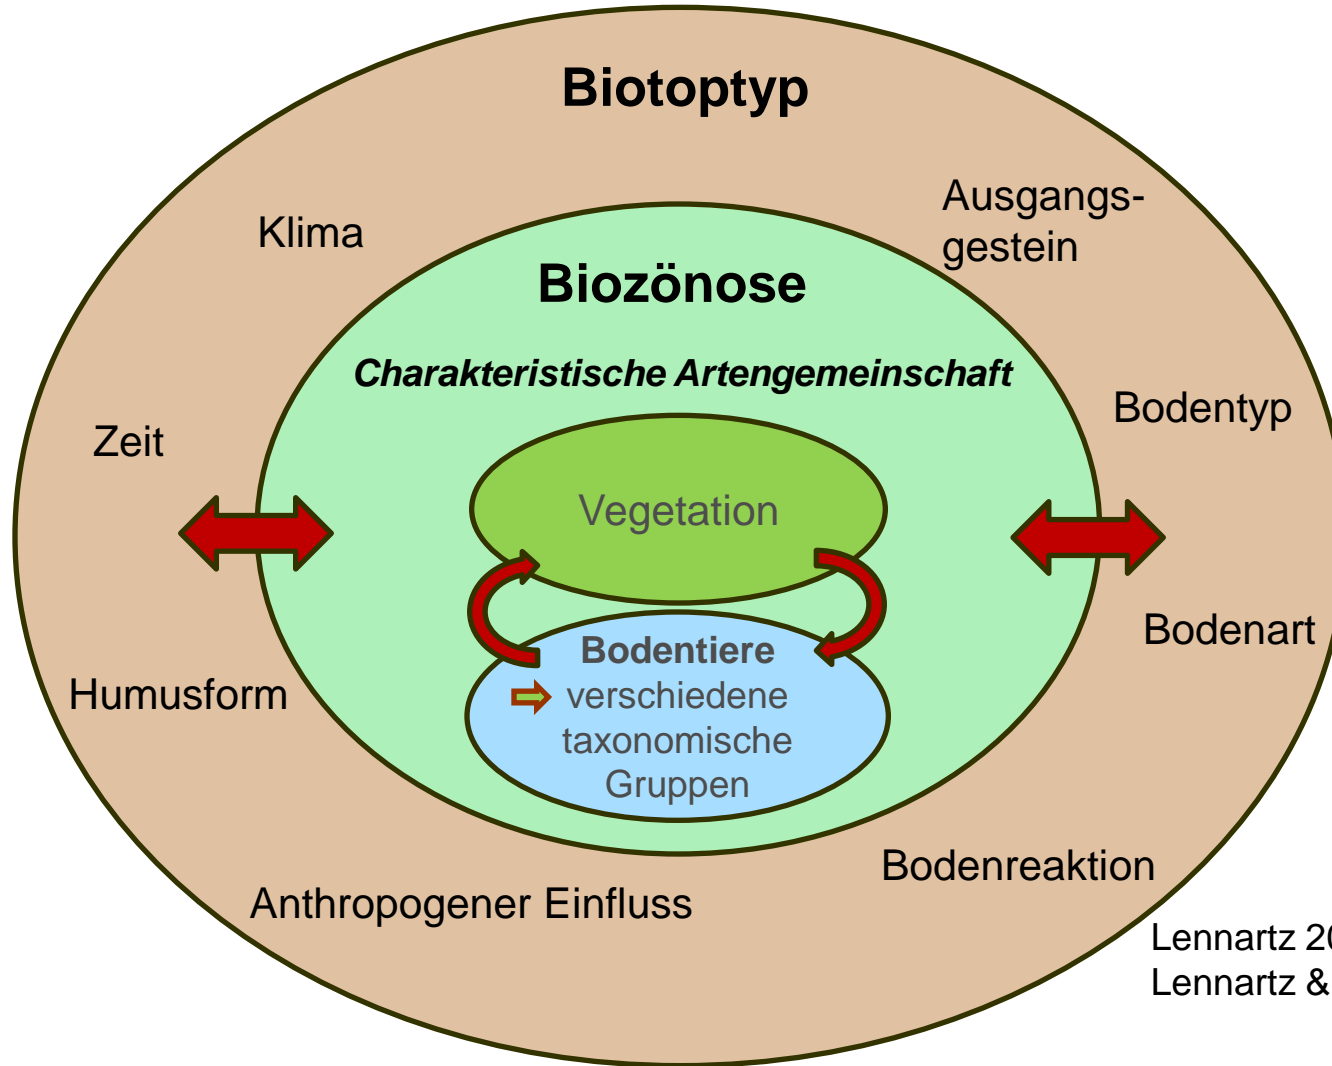 Biotoptyp
Klima
Ausgangs-
gestein
Biozönose
Charakteristische Artengemeinschaft
Zeit
Bodentyp
Vegetation
Bodenart
Bodentiere
verschiedene
taxonomische
Gruppen
Humusform
Bodenreaktion
Anthropogener Einfluss
Lennartz
Lennartz &